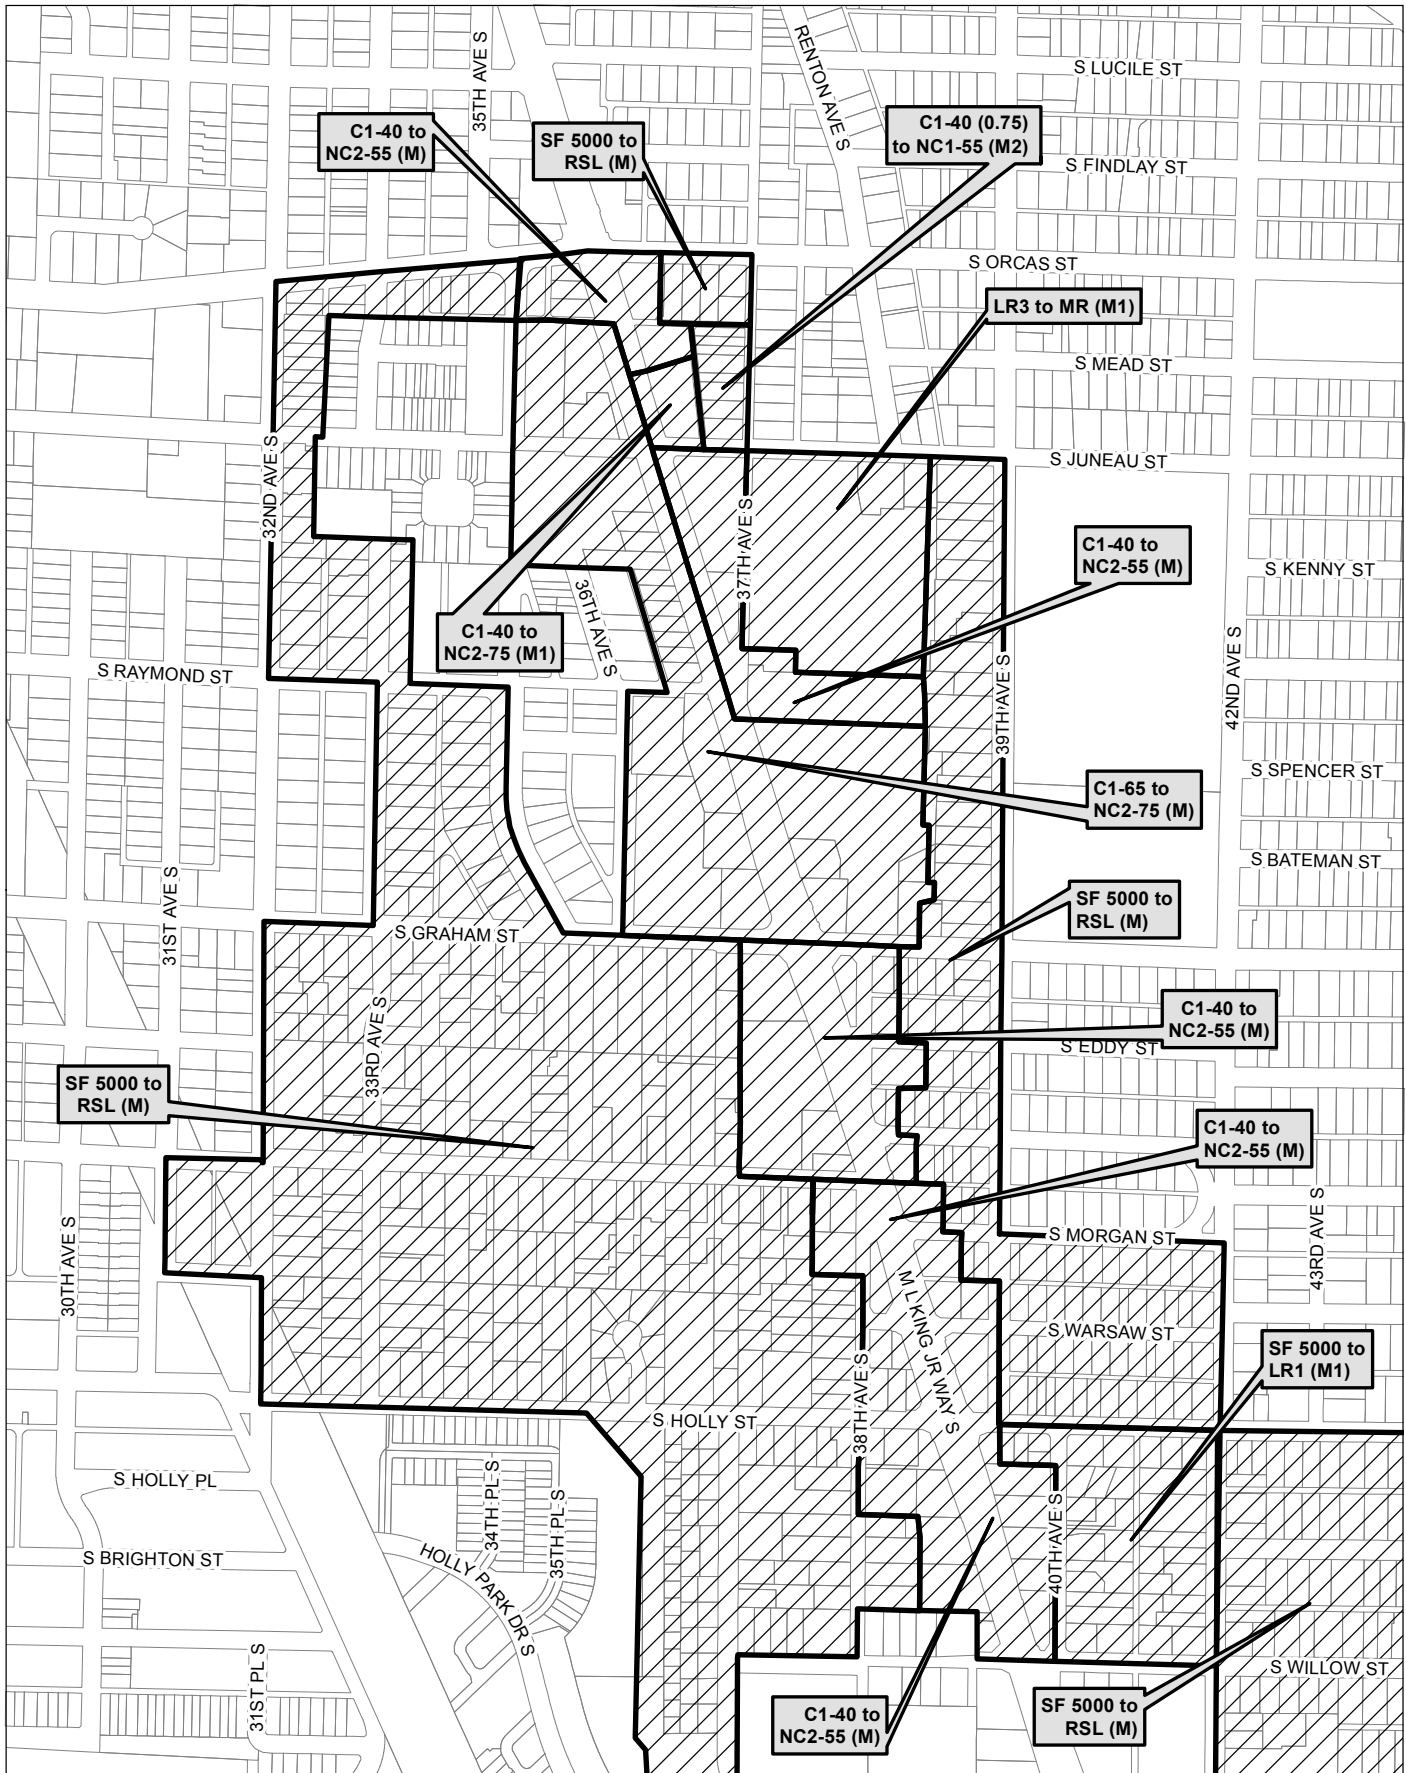 35TH AVE S
RENTON AVE S
S LUCILE ST
C1-40 to
NC2-55 (M)
SF 5000 to
RSL (M)
C1-40 (0.75)
to NC1-55 (M2)
S FINDLAY ST
S ORCAS ST
LR3 to MR (M1)
S MEAD ST
32ND AVE S
S JUNEAU ST
37TH AVE S
C1-40 to
NC2-55 (M)
S KENNY ST
36TH AVE S
C1-40 to
NC2-75 (M1)
S RAYMOND ST
39TH AVE S
42ND AVE S
S SPENCER ST
C1-65 to
NC2-75 (M)
S BATEMAN ST
31ST AVE S
S GRAHAM ST
SF 5000 to
RSL (M)
33RD AVE S
C1-40 to
NC2-55 (M)
S EDDY ST
SF 5000 to
RSL (M)
C1-40 to
NC2-55 (M)
30TH AVE S
S MORGAN ST
43RD AVE S
M L KING JR WAY S
S WARSAW ST
SF 5000 to
LR1 (M1)
38TH AVE S
S HOLLY ST
S HOLLY PL
34TH PL S
35TH PL S
40TH AVE S
S BRIGHTON ST
HOLLY PARK DR S
31ST PL S
S WILLOW ST
C1-40 to
NC2-55 (M)
SF 5000 to
RSL (M)